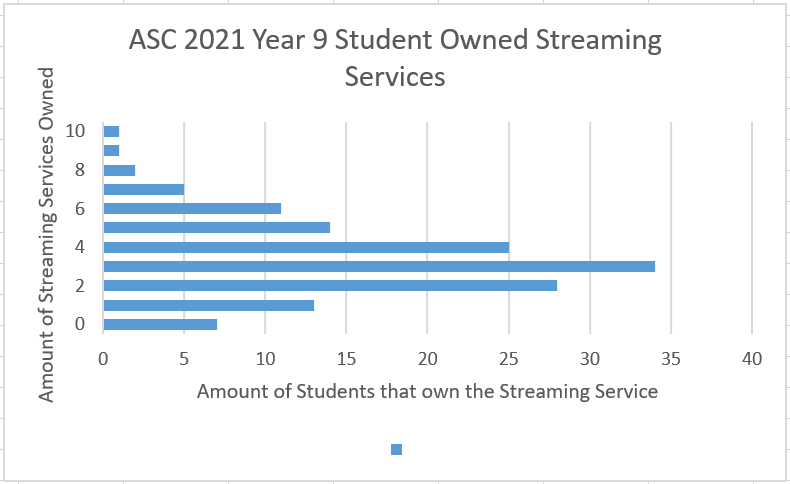 ASC 2021 Year 9 Student Owned Streaming
Services
Amount of Streaming Services Owned
10
8
6
4
2
0
0 5 10 15 20 25 30 35 40
Amount of Students that own the Streaming Service